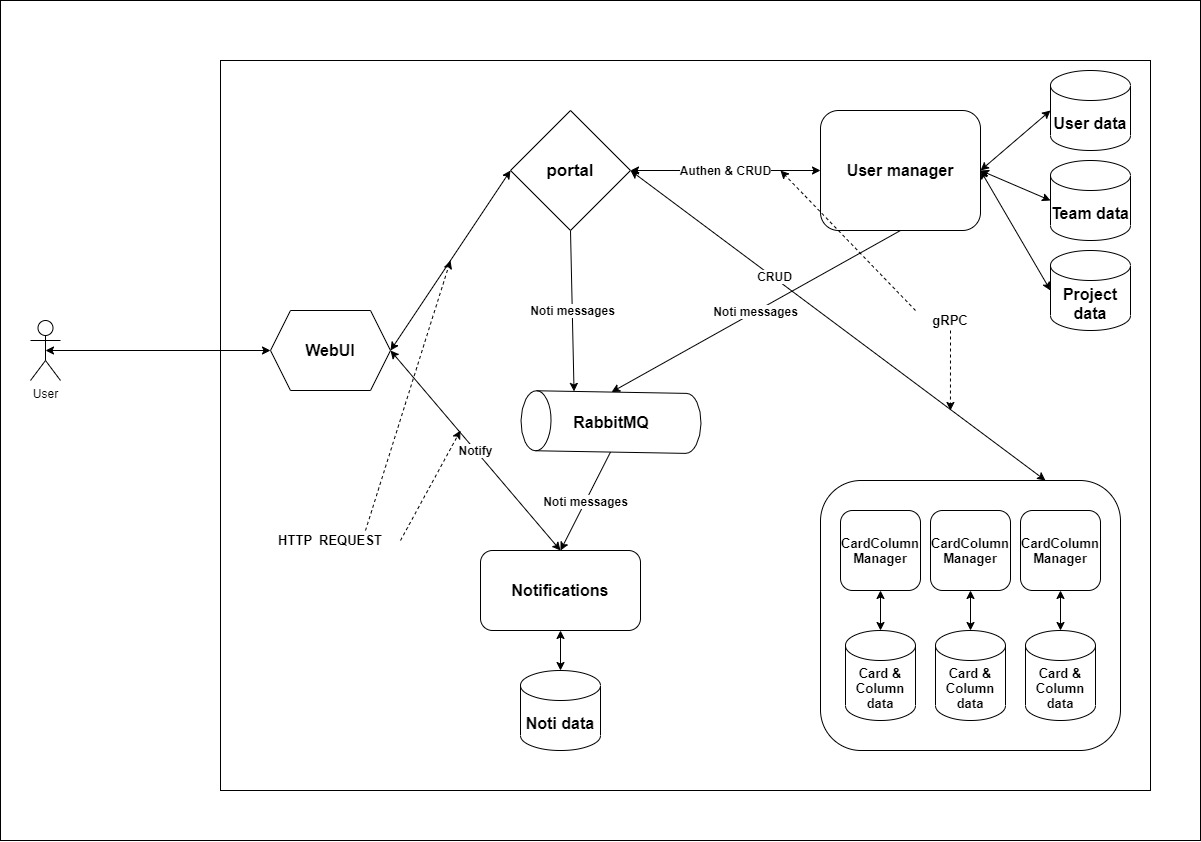 User data
portal
Authen & CRUD
User manager
Team data
CRUD
Project
data
Noti messages
Noti messages
gRPC
WebUI
User
RabbitMQ
Notify
Noti messages
HTTP REQUEST
CardColumn
Manager
CardColumn
Manager
CardColumn
Manager
Notifications
Card &
Column
data
Card &
Column
data
Card &
Column
data
Noti data